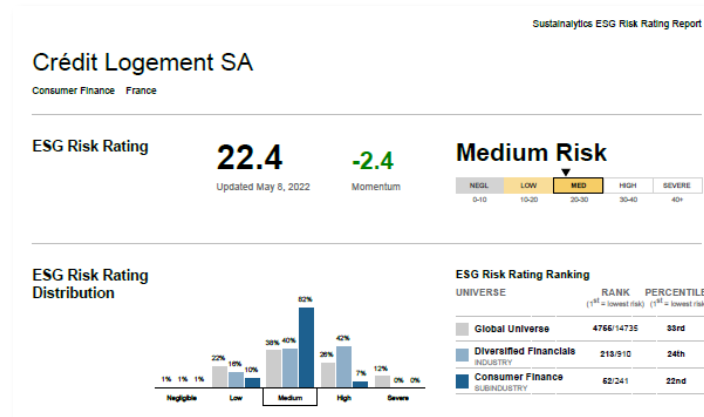 Sustainalytics ESG Risk Rating Report
Crédit Logement SA
Consumer Finance France
ESG Risk Rating
22.4
Updated May 8, 2022
-2.4
Momentum
Medium Risk
NEGL LOW MED HIGH SEVERE
0-10 10-20 20-30 30-40 40+
ESG Risk Rating
Distribution
1% 1% 1%
22% 16% 10%
38% 40% 82%
26% 42% 7%
12% 0% 0%
Negligible Low Medium High Severe
ESG Risk Rating Ranking
UNIVERSE RANK PERCENTILE
(1st = lowest risk) (1st = lowest risk
Global Universe 4766/14735 33rd
Diversified Financials 213/910 24th
INDUSTRY
Consumer Finance 52/241 22nd
SUBINDUSTRY